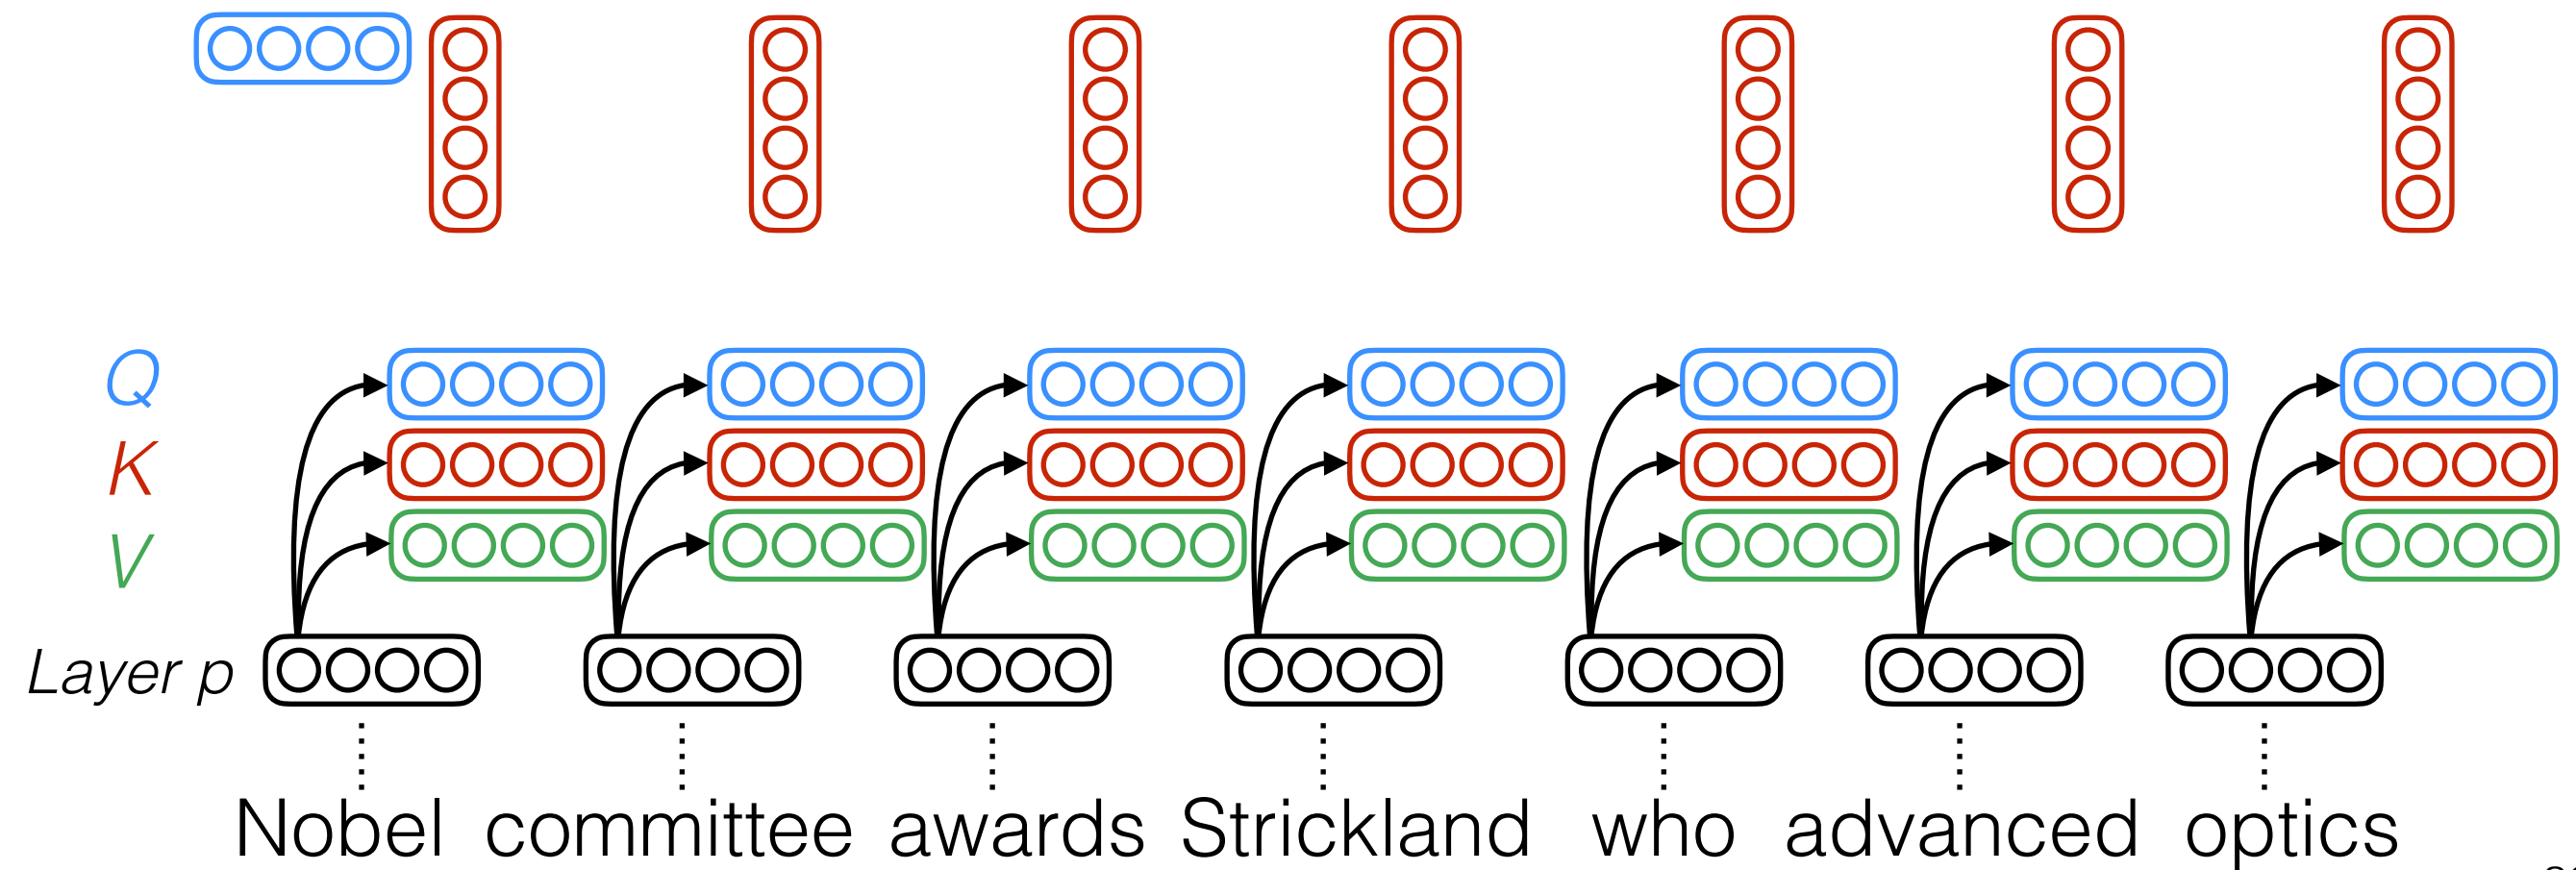 Q
K
V
Layer p
Nobel committee awards Strickland who advanced optics